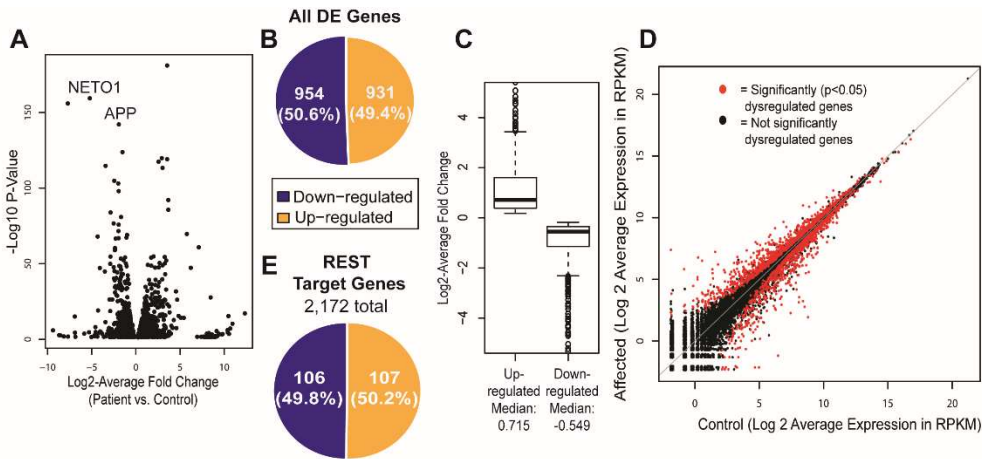 A
−Log10 P-Value
150
100
50
0
NETO1
APP
−10
−5
0
5
10
Log2-Average Fold Change
(Patient vs. Control)
All DE Genes
B
954
(50.6%)
931
(49.4%)
Down−regulated
Up−regulated
E
REST
Target Genes
2,172 total
106
(49.8%)
107
(50.2%)
C
Log2-Average Fold Change
4
2
0
−2
−4
Up-
regulated
Median:
0.715
Down-
regulated
Median:
-0.549
D
Affected (Log 2 Average Expression in RPKM)
20
15
10
5
0
= Significantly (p<0.05)
dysregulated genes
= Not significantly
dysregulated genes
0
5
10
15
20
Control (Log 2 Average Expression in RPKM)